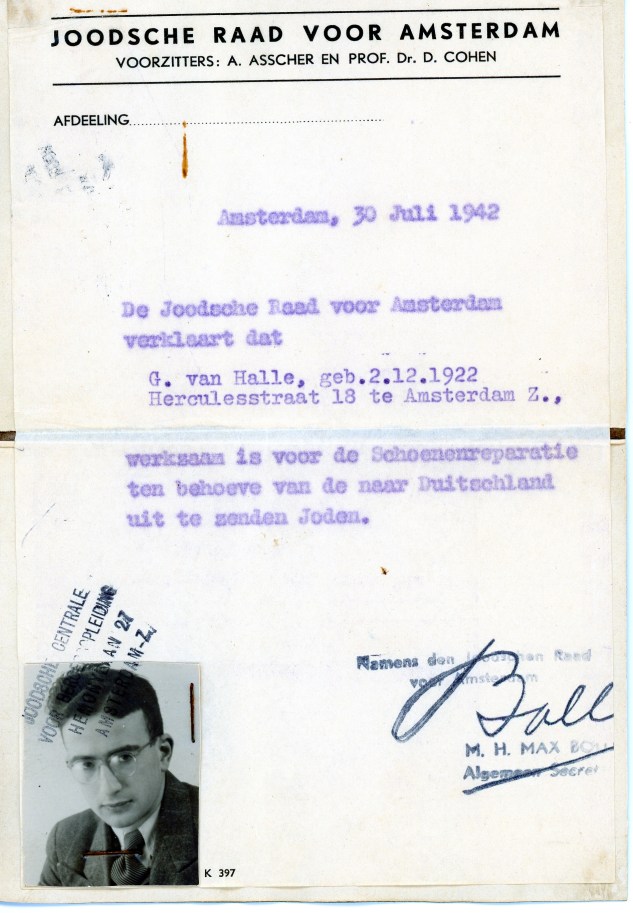 JOODSCHE RAAD VOOR AMSTERDAM
VOORZITTERS: A. ASSCHER EN PROF. Dr. D. COHEN
AFDEELING
Amsterdam, 30 Juli 1942
De Joodsche Raad voor Amsterdam
verklaart dat
G. van Halle, geb.2.12.1922
Herculesstraat 18 te Amsterdam Z.,
werkzaam is voor de Schoenenreparatie
ten behoeve van de naar Duitschland
uit te zenden Joden.
JOODSCHE CENTRALE
VOOR
27
AMSTERDAM-Z.
Namens den Joodschen Raad
voor Amsterdam
Boll
M. H. MAX BO
Algemeen Secre
K 397